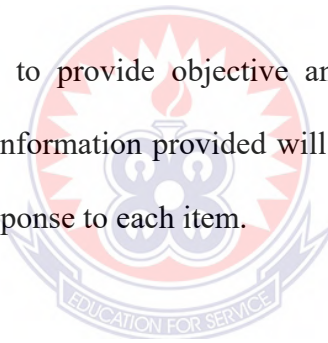 to provide objective an
nformation provided will
ponse to each item.
EDUCATION FOR SERVICE